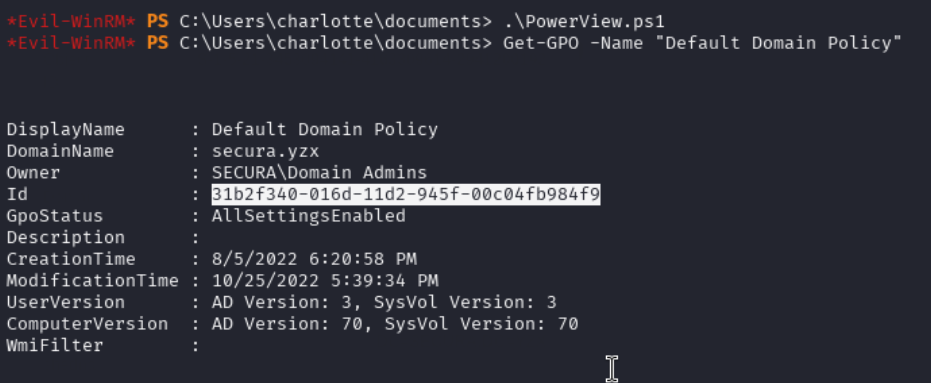 *Evil-WinRM* PS C:\Users\charlotte\documents> .\PowerView.ps1
*Evil-WinRM* PS C:\Users\charlotte\documents> Get-GPO -Name "Default Domain Policy"
DisplayName : Default Domain Policy
DomainName : secura.yzx
Owner : SECURA\Domain Admins
Id : 31b2f340-016d-11d2-945f-00c04fb984f9
GpoStatus : AllSettingsEnabled
Description :
CreationTime : 8/5/2022 6:20:58 PM
ModificationTime : 10/25/2022 5:39:34 PM
UserVersion : AD Version: 3, SysVol Version: 3
ComputerVersion : AD Version: 70, SysVol Version: 70
WmiFilter :